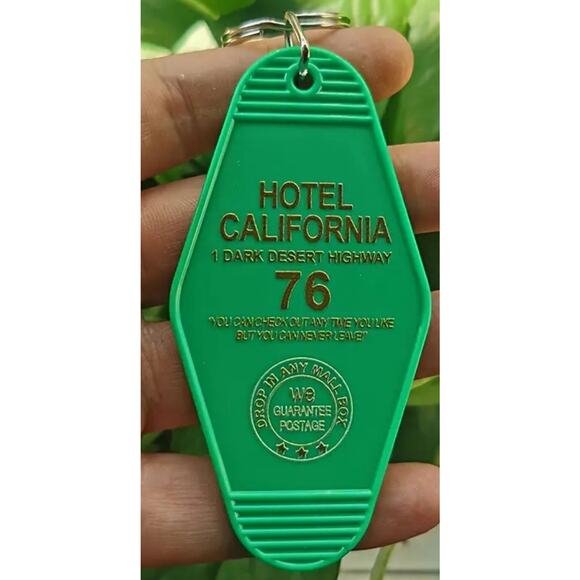 HOTEL
CALIFORNIA
1 DARK DESERT HIGHWAY
76
"YOU CAN CHECK OUT ANY TIME YOU LIKE
BUT YOU CAN NEVER LEAVE!"
DROP IN ANY MALL BOX
We
GUARANTEE
POSTAGE